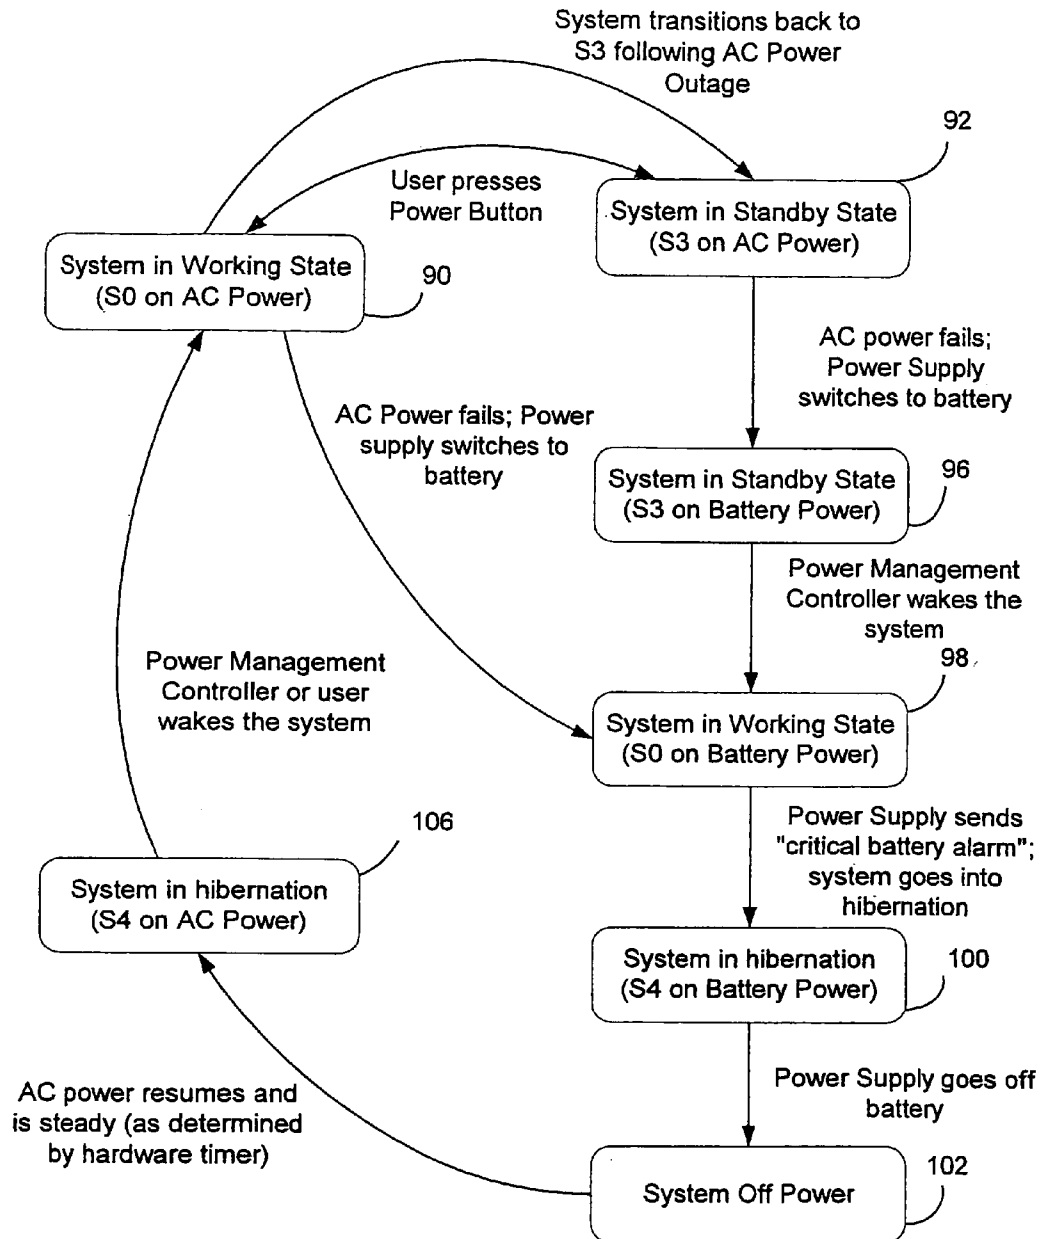 System transitions back to
S3 following AC Power
Outage
92
User presses
Power Button
System in Standby State
(S3 on AC Power)
System in Working State
(S0 on AC Power)
90
AC power fails;
Power Supply
switches to battery
AC Power fails; Power
supply switches to
battery
System in Standby State
(S3 on Battery Power)
96
Power Management
Controller wakes the
system
98
Power Management
Controller or user
wakes the system
System in Working State
(S0 on Battery Power)
106
Power Supply sends
"critical battery alarm";
system goes into
hibernation
System in hibernation
(S4 on AC Power)
System in hibernation
(S4 on Battery Power)
100
AC power resumes and
is steady (as determined
by hardware timer)
Power Supply goes off
battery
System Off Power
102